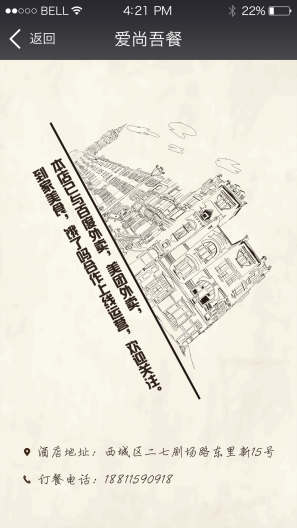 BELL 4:21 PM 22%
返回 爱尚吾餐
本店已与百度外卖，美团外卖，
到家美食，饿了吗合作上线运营，欢迎关注。
酒店地址：西城区二七剧场路东里新15号
订餐电话：18811590918